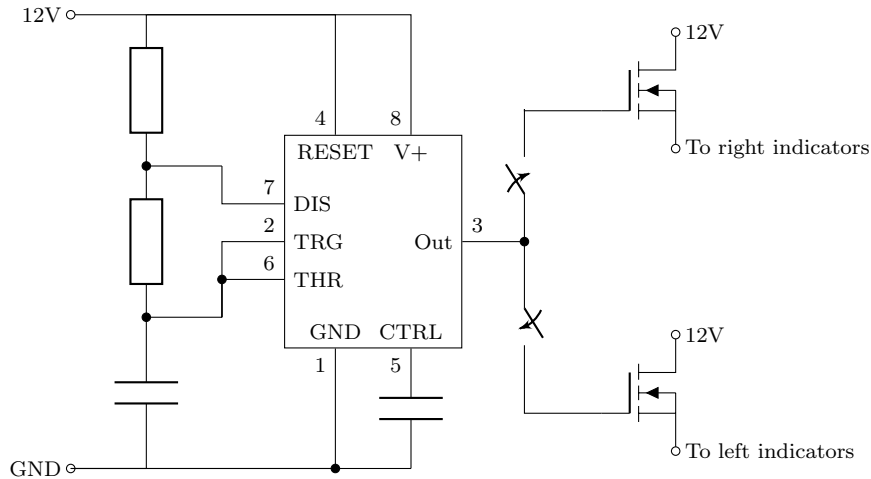 12V
12V
4
8
RESET
V+
To right indicators
7
DIS
2
TRG
3
Out
6
THR
GND
CTRL
12V
1
5
To left indicators
GND